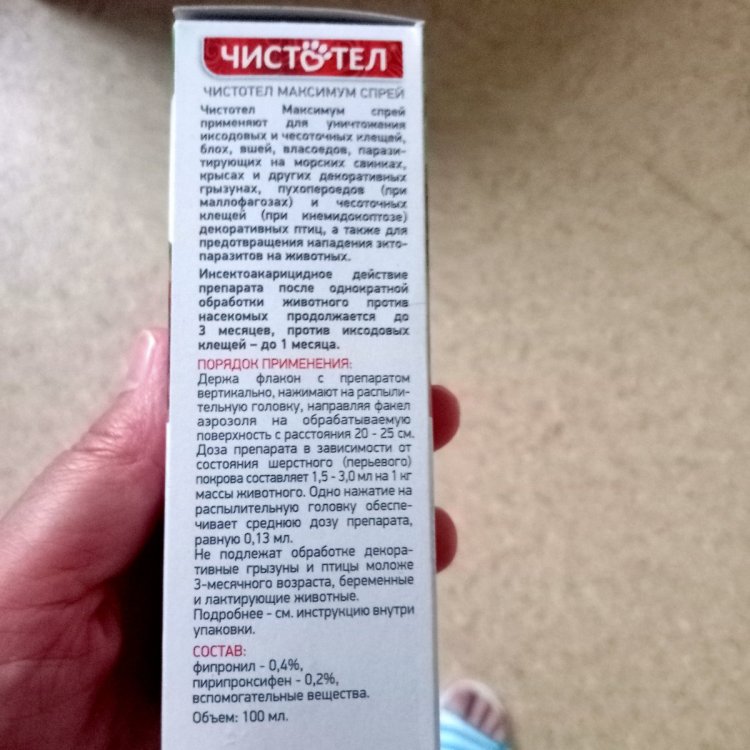 ЧИСТОТЕЛ
ЧИСТОТЕЛ МАКСИМУМ СПРЕЙ
Чистотел Максимум спрей
применяют для уничтожения
иксодовых и чесоточных клещей,
блох, вшей, власоедов, парази-
тирующих на морских свинках,
крысах и других декоративных
грызунах, пухопероедов (при
маллофагозах) и чесоточных
клещей (при кнемидокоптозе)
декоративных птиц, а также для
предотвращения нападения экто-
паразитов на животных.
Инсектоакарицидное действие
препарата после однократной
обработки животного против
насекомых продолжается до
3 месяцев, против иксодовых
клещей – до 1 месяца.
ПОРЯДОК ПРИМЕНЕНИЯ:
Держа флакон с препаратом
вертикально, нажимают на распыли-
тельную головку, направляя факел
аэрозоля на обрабатываемую
поверхность с расстояния 20 - 25 см.
Доза препарата в зависимости от
состояния шерстного (перьевого)
покрова составляет 1,5 - 3,0 мл на 1 кг
массы животного. Одно нажатие на
распылительную головку обеспе-
чивает среднюю дозу препарата,
равную 0,13 мл.
Не подлежат обработке декора-
тивные грызуны и птицы моложе
3-месячного возраста, беременные
и лактирующие животные.
Подробнее - см. инструкцию внутри
упаковки.
СОСТАВ:
фипронил - 0,4%,
пирипроксифен - 0,2%,
вспомогательные вещества.
Объем: 100 мл.